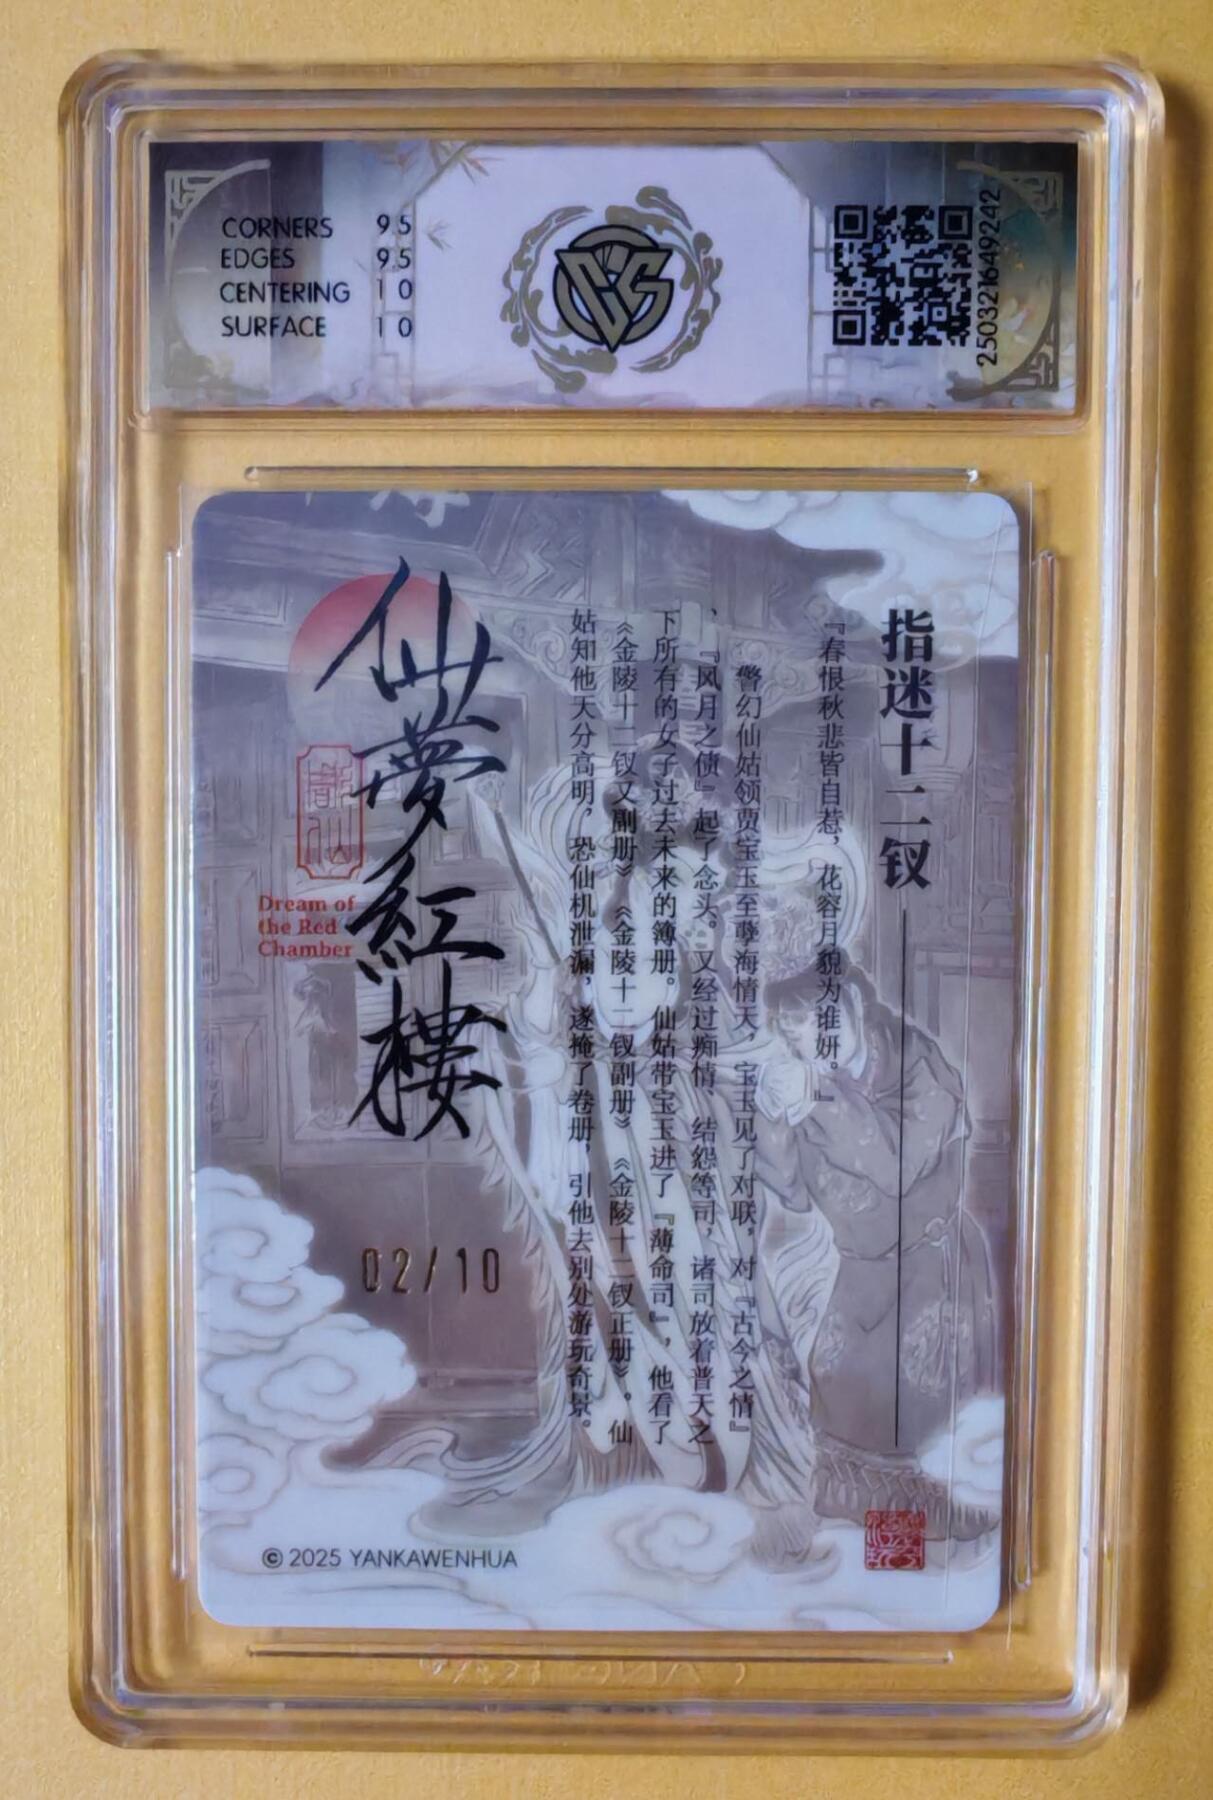 CORNERS 9.5
EDGES 9.5
CENTERING 10
SURFACE 10
250321649242
指迷十二钗
『春恨秋悲皆自惹，花容月貌为谁妍。』
警幻仙姑领贾宝玉至孽海情天，宝玉见了对联，对『古今之情』
、『风月之债』起了念头。又经过痴情、结怨等司，诸司放着普天之
下所有的女子过去未来的簿册。仙姑带宝玉进了『薄命司』，他看了
《金陵十二钗又副册》《金陵十二钗副册》《金陵十二钗正册》。仙
姑知他天分高明，恐仙机泄漏，遂掩了卷册，引他去别处游玩奇景。
仙夢紅樓
Dream of
the Red
Chamber
02/10
© 2025 YANKAWENHUA